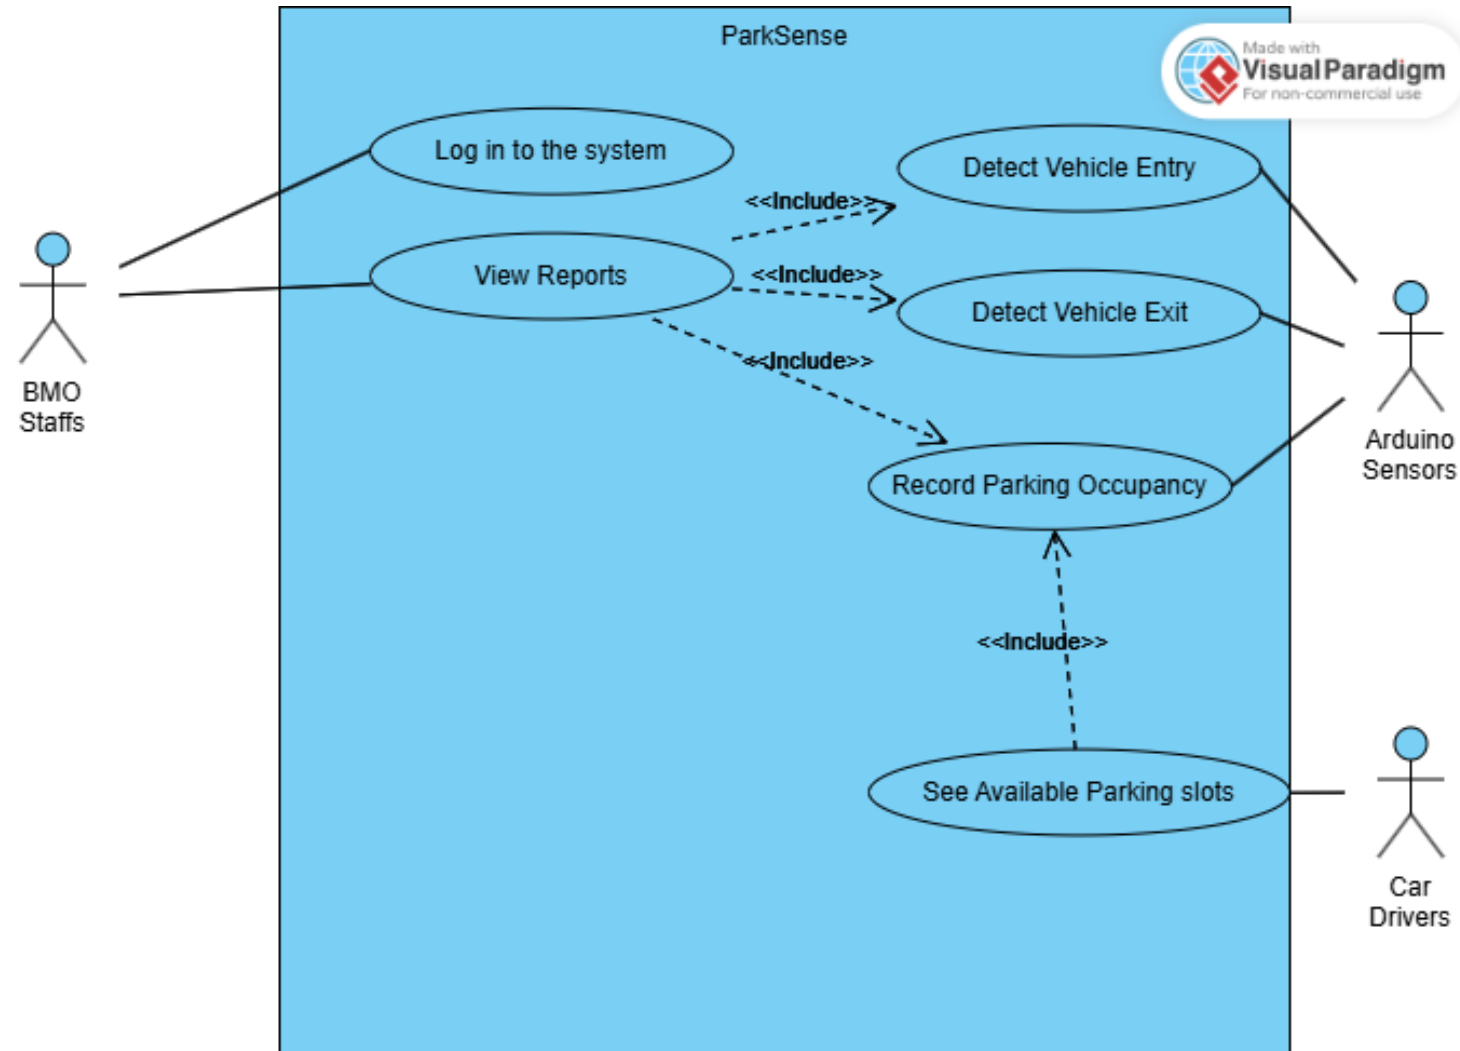 ParkSense
Made with
Visual Paradigm
For non-commercial use
Log in to the system
Detect Vehicle Entry
<<Include>>
View Reports
<<Include>>
Detect Vehicle Exit
<<Include>>
BMO
Staffs
Arduino
Sensors
Record Parking Occupancy
<<Include>>
See Available Parking slots
Car
Drivers